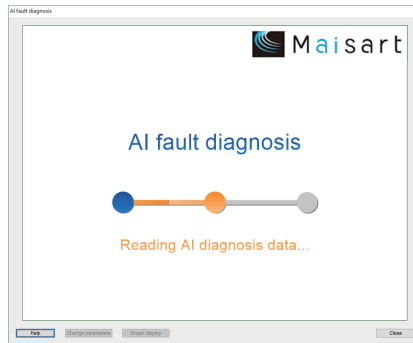 AI fault diagnosis
Maisart
AI fault diagnosis
Reading AI diagnosis data...
Help Change parameters Graph display Close